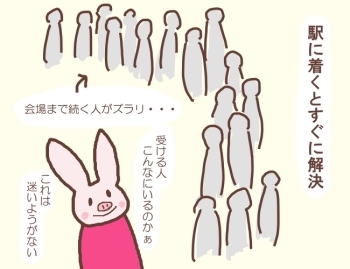 駅に着くとすぐに解決
会場まで続く人がズラリ・・・
受ける人
こんなにいるのかぁ
これは
迷いようがない